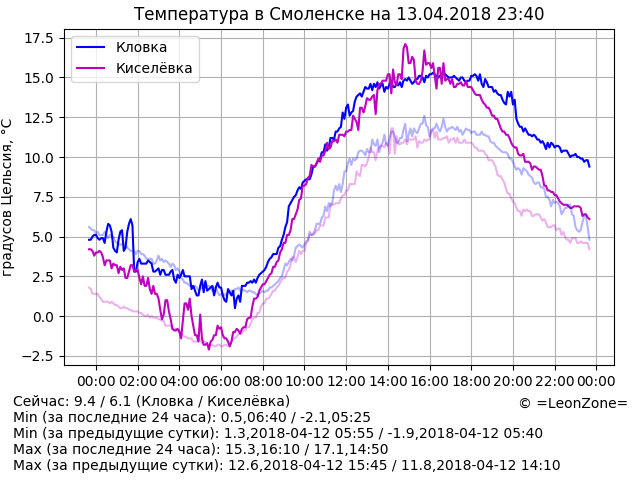 Температура в Смоленске на 13.04.2018 23:40
градусов Цельсия, °C
Кловка
Киселёвка
17.5
15.0
12.5
10.0
7.5
5.0
2.5
0.0
−2.5
00:00 02:00 04:00 06:00 08:00 10:00 12:00 14:00 16:00 18:00 20:00 22:00 00:00
Сейчас: 9.4 / 6.1 (Кловка / Киселёвка)
© =LeonZone=
Min (за последние 24 часа): 0.5,06:40 / -2.1,05:25
Min (за предыдущие сутки): 1.3,2018-04-12 05:55 / -1.9,2018-04-12 05:40
Max (за последние 24 часа): 15.3,16:10 / 17.1,14:50
Max (за предыдущие сутки): 12.6,2018-04-12 15:45 / 11.8,2018-04-12 14:10